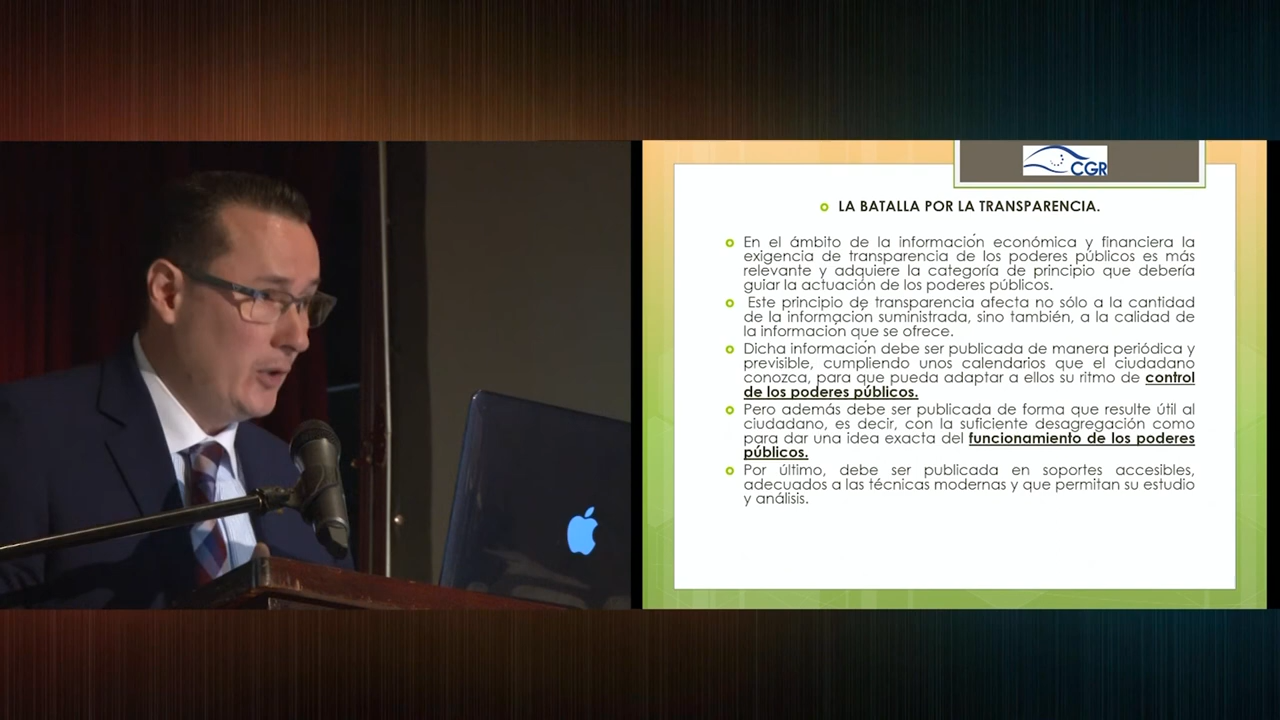 CGR
LA BATALLA POR LA TRANSPARENCIA.
En el ámbito de la información económica y financiera la
exigencia de transparencia de los poderes públicos es más
relevante y adquiere la categoría de principio que debería
guiar la actuación de los poderes públicos.
Este principio de transparencia afecta no sólo a la cantidad
de la informacion suministrada, sino también, a la calidad de
la informacion que se ofrece.
Dicha información debe ser publicada de manera periódica y
previsible, cumpliendo unos calendarios que el ciudadano
conozca, para que pueda adaptar a ellos su ritmo de control
de los poderes públicos.
Pero además debe ser publicada de forma que resulte útil al
ciudadano, es decir, con la suficiente desagregación como
para dar una idea exacta del funcionamiento de los poderes
públicos.
Por último, debe ser publicada en soportes accesibles,
adecuados a las técnicas modernas y que permitan su estudio
y análisis.